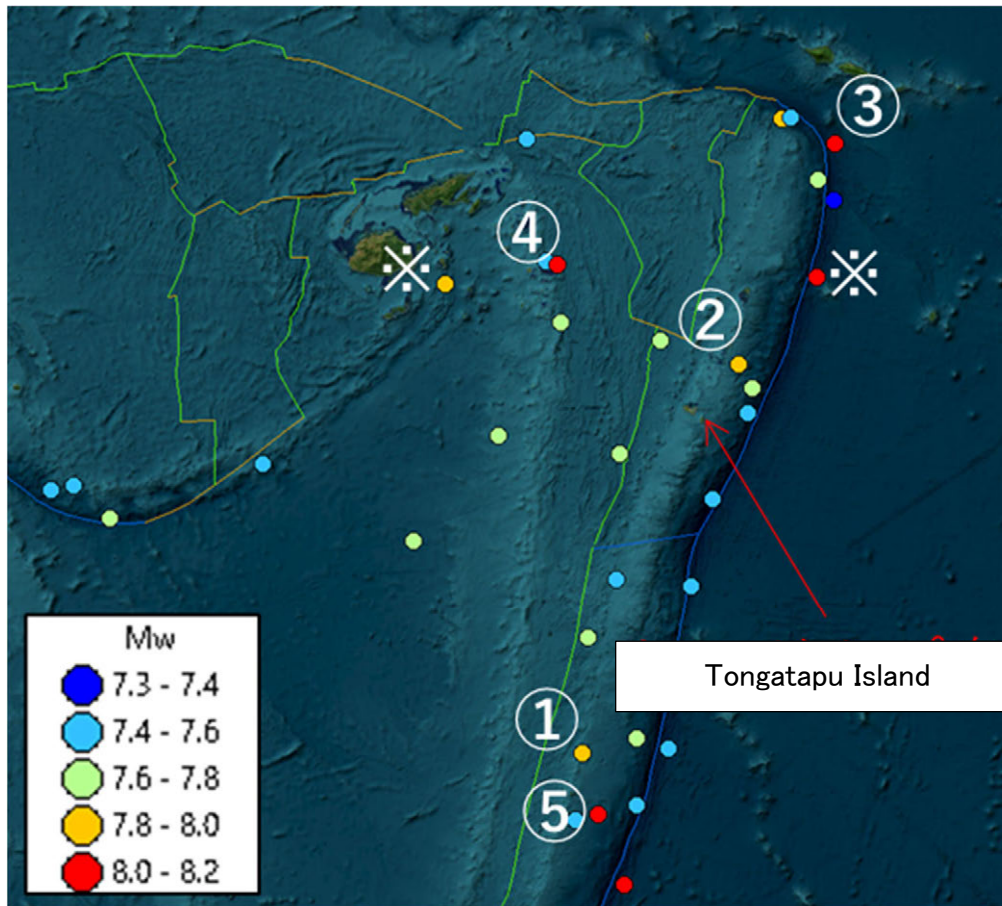 ③
④
※
※
②
Tongatapu Island
①
⑤
Mw
7.3 - 7.4
7.4 - 7.6
7.6 - 7.8
7.8 - 8.0
8.0 - 8.2